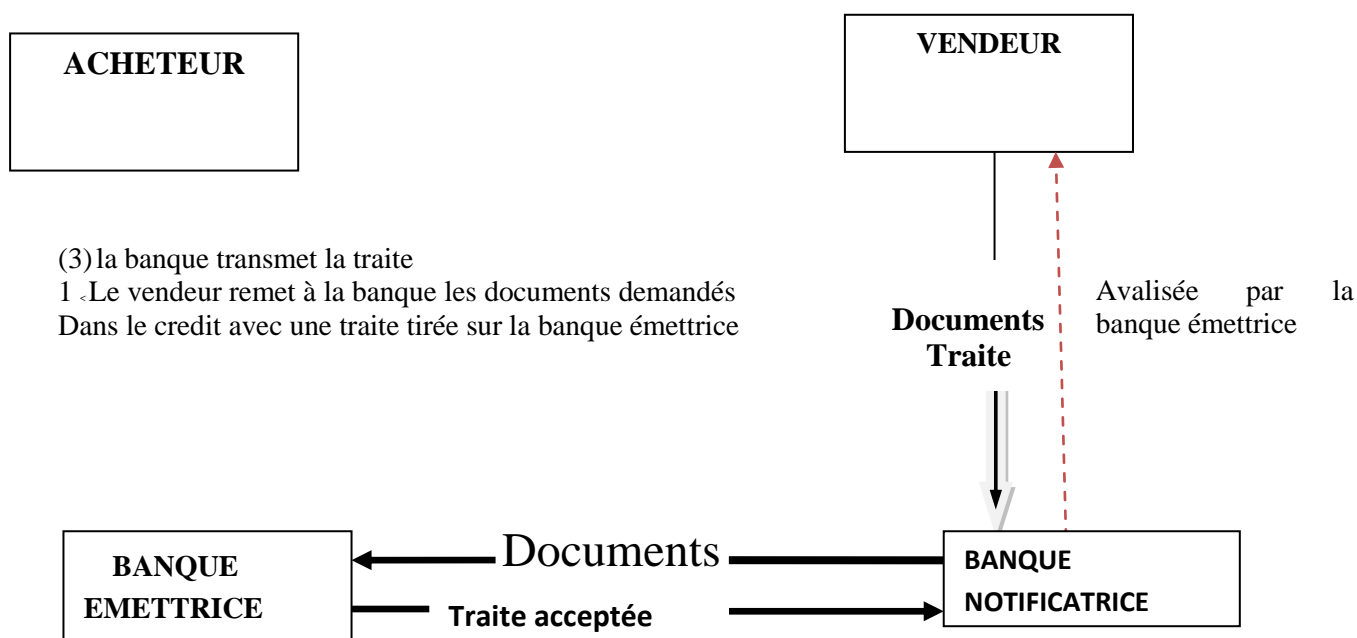 ACHETEUR
VENDEUR
(3) la banque transmet la traite
1 <Le vendeur remet à la banque les documents demandés
Dans le credit avec une traite tirée sur la banque émettrice
Documents
Traite
Avalisée par la
banque émettrice
BANQUE
EMETTRICE
Documents
Traite acceptée
BANQUE
NOTIFICATRICE